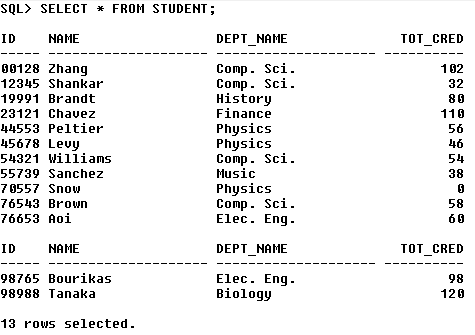 SQL> SELECT * FROM STUDENT;
ID    NAME                 DEPT_NAME              TOT_CRED
----- -------------------- -------------------- ----------
00128 Zhang                Comp. Sci.                  102
12345 Shankar              Comp. Sci.                   32
19991 Brandt               History                      80
23121 Chavez               Finance                     110
44553 Peltier              Physics                      56
45678 Levy                 Physics                      46
54321 Williams             Comp. Sci.                   54
55739 Sanchez              Music                        38
70557 Snow                 Physics                       0
76543 Brown                Comp. Sci.                   58
76653 Aoi                  Elec. Eng.                   60
ID    NAME                 DEPT_NAME              TOT_CRED
----- -------------------- -------------------- ----------
98765 Bourikas             Elec. Eng.                   98
98988 Tanaka               Biology                     120
13 rows selected.